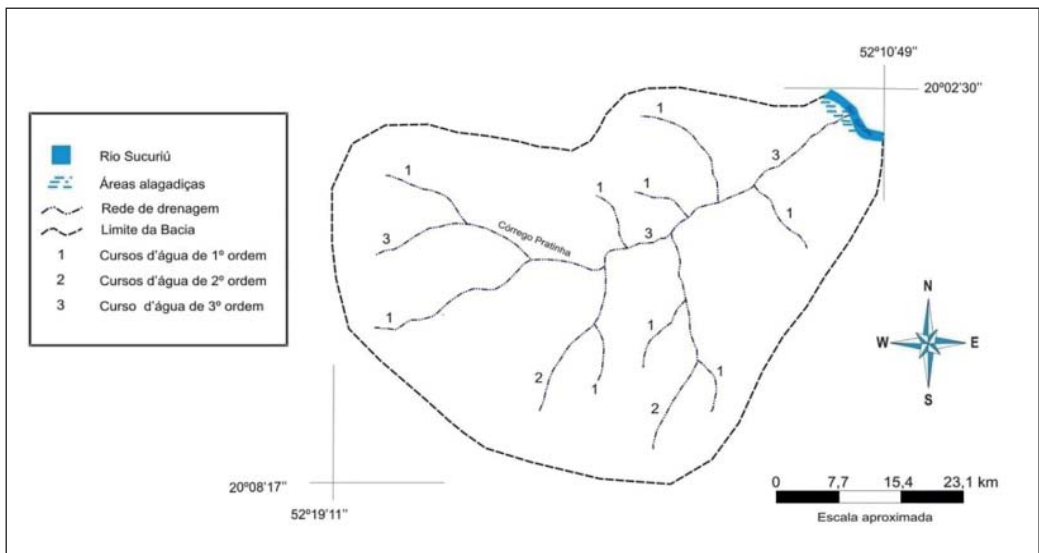 52º10'49''
20º02'30''
Rio Sucuriú
Áreas alagadiças
Rede de drenagem
Limite da Bacia
1 Cursos d'água de 1º ordem
2 Cursos d'água de 2º ordem
3 Curso d'água de 3º ordem
1
1
3
1
1
1
3
Córrego Pratinha
3
1
1
1
2
1
1
2
N
W E
S
20º08'17''
52º19'11''
0 7,7 15,4 23,1 km
Escala aproximada